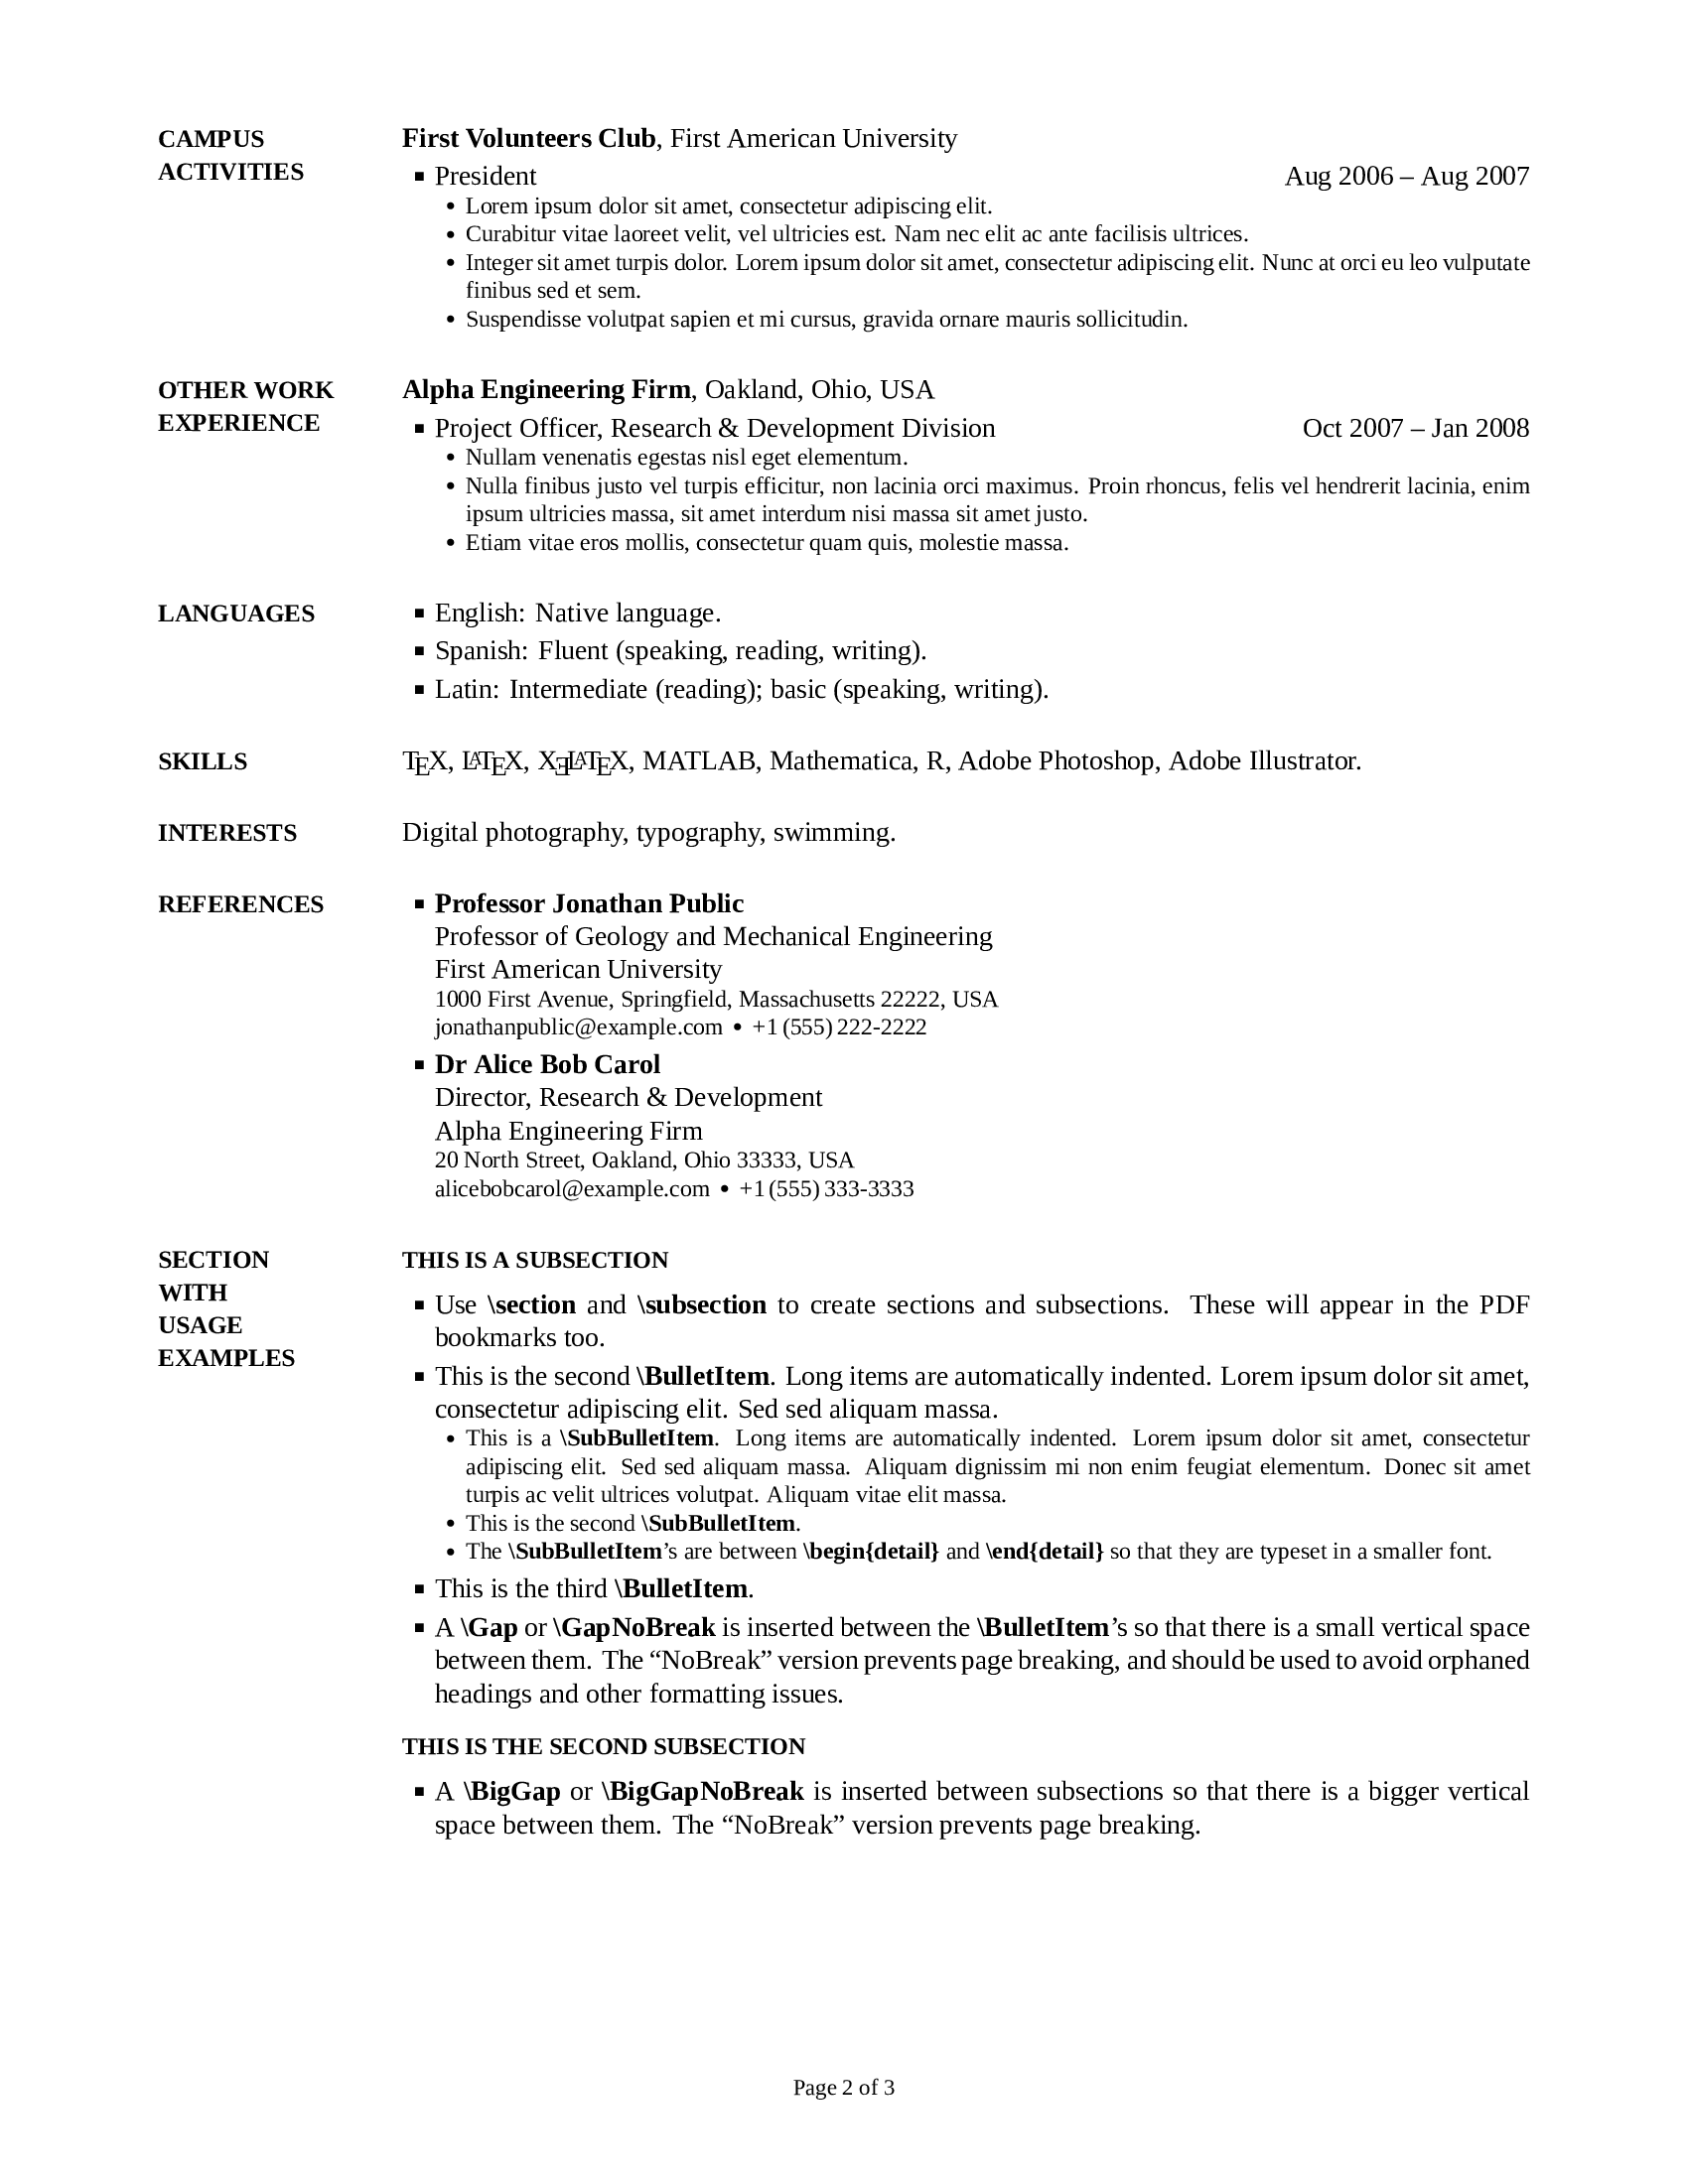 CAMPUS
ACTIVITIES
First Volunteers Club, First American University
▪ President Aug 2006 – Aug 2007
• Lorem ipsum dolor sit amet, consectetur adipiscing elit.
• Curabitur vitae laoreet velit, vel ultricies est. Nam nec elit ac ante facilisis ultrices.
• Integer sit amet turpis dolor. Lorem ipsum dolor sit amet, consectetur adipiscing elit. Nunc at orci eu leo vulputate
finibus sed et sem.
• Suspendisse volutpat sapien et mi cursus, gravida ornare mauris sollicitudin.
OTHER WORK
EXPERIENCE
Alpha Engineering Firm, Oakland, Ohio, USA
▪ Project Officer, Research & Development Division Oct 2007 – Jan 2008
• Nullam venenatis egestas nisl eget elementum.
• Nulla finibus justo vel turpis efficitur, non lacinia orci maximus. Proin rhoncus, felis vel hendrerit lacinia, enim
ipsum ultricies massa, sit amet interdum nisi massa sit amet justo.
• Etiam vitae eros mollis, consectetur quam quis, molestie massa.
LANGUAGES
▪ English: Native language.
▪ Spanish: Fluent (speaking, reading, writing).
▪ Latin: Intermediate (reading); basic (speaking, writing).
SKILLS
TEX, LATEX, XƎLATEX, MATLAB, Mathematica, R, Adobe Photoshop, Adobe Illustrator.
INTERESTS
Digital photography, typography, swimming.
REFERENCES
▪ Professor Jonathan Public
Professor of Geology and Mechanical Engineering
First American University
1000 First Avenue, Springfield, Massachusetts 22222, USA
jonathanpublic@example.com • +1 (555) 222-2222
▪ Dr Alice Bob Carol
Director, Research & Development
Alpha Engineering Firm
20 North Street, Oakland, Ohio 33333, USA
alicebobcarol@example.com • +1 (555) 333-3333
SECTION
WITH
USAGE
EXAMPLES
THIS IS A SUBSECTION
▪ Use \section and \subsection to create sections and subsections. These will appear in the PDF
bookmarks too.
▪ This is the second \BulletItem. Long items are automatically indented. Lorem ipsum dolor sit amet,
consectetur adipiscing elit. Sed sed aliquam massa.
• This is a \SubBulletItem. Long items are automatically indented. Lorem ipsum dolor sit amet, consectetur
adipiscing elit. Sed sed aliquam massa. Aliquam dignissim mi non enim feugiat elementum. Donec sit amet
turpis ac velit ultrices volutpat. Aliquam vitae elit massa.
• This is the second \SubBulletItem.
• The \SubBulletItem’s are between \begin{detail} and \end{detail} so that they are typeset in a smaller font.
▪ This is the third \BulletItem.
▪ A \Gap or \GapNoBreak is inserted between the \BulletItem’s so that there is a small vertical space
between them. The “NoBreak” version prevents page breaking, and should be used to avoid orphaned
headings and other formatting issues.
THIS IS THE SECOND SUBSECTION
▪ A \BigGap or \BigGapNoBreak is inserted between subsections so that there is a bigger vertical
space between them. The “NoBreak” version prevents page breaking.
Page 2 of 3